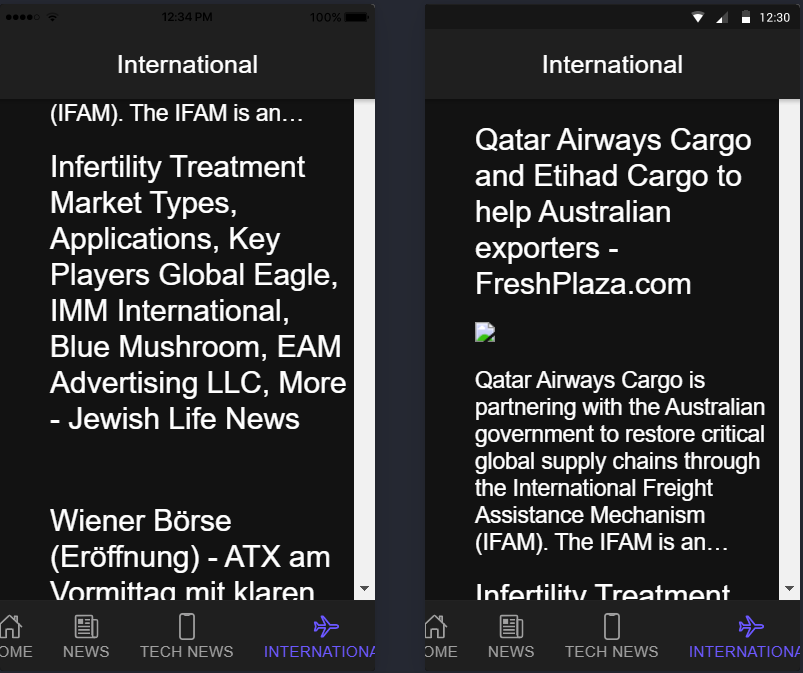 12:34 PM
100%
International
(IFAM). The IFAM is an…
Infertility Treatment
Market Types,
Applications, Key
Players Global Eagle,
IMM International,
Blue Mushroom, EAM
Advertising LLC, More
- Jewish Life News
Wiener Börse
(Eröffnung) - ATX am
Vormittag mit klaren
OME
NEWS
TECH NEWS
INTERNATIONA
12:30
International
Qatar Airways Cargo
and Etihad Cargo to
help Australian
exporters -
FreshPlaza.com
Qatar Airways Cargo is
partnering with the Australian
government to restore critical
global supply chains through
the International Freight
Assistance Mechanism
(IFAM). The IFAM is an…
Infertility Treatment
OME
NEWS
TECH NEWS
INTERNATIONA